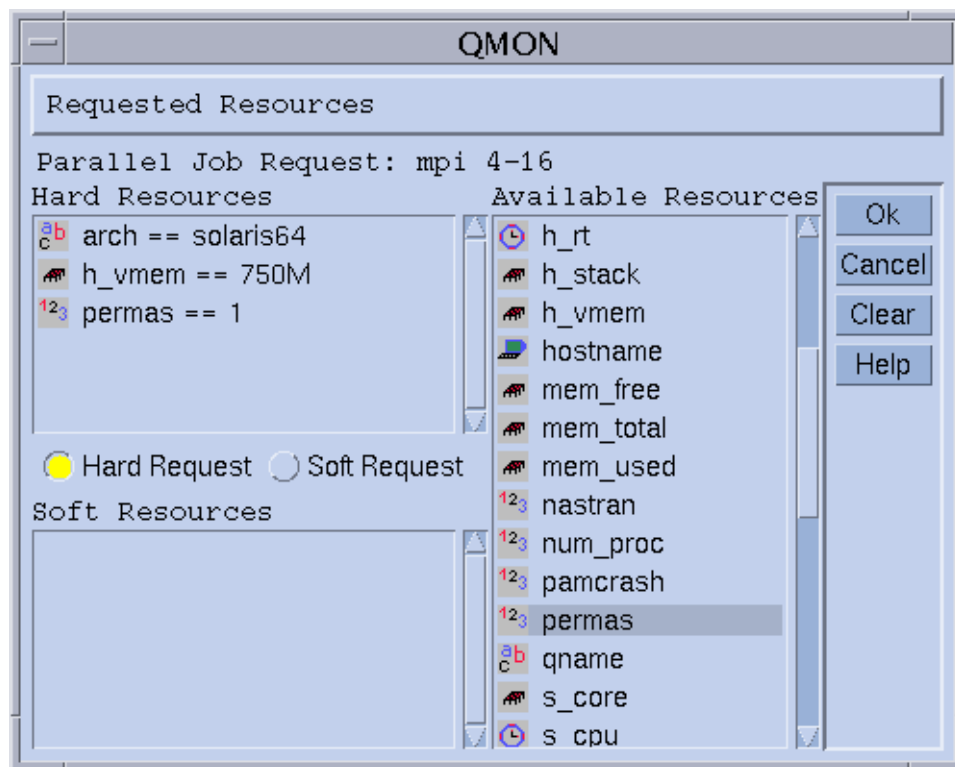 QMON
Requested Resources
Parallel Job Request: mpi 4-16
Hard Resources
arch == solaris64
h_vmem == 750M
permas == 1
Hard Request
Soft Request
Soft Resources
Available Resources
h_rt
h_stack
h_vmem
hostname
mem_free
mem_total
mem_used
nastran
num_proc
pamcrash
permas
qname
s_core
s_cpu
Ok
Cancel
Clear
Help